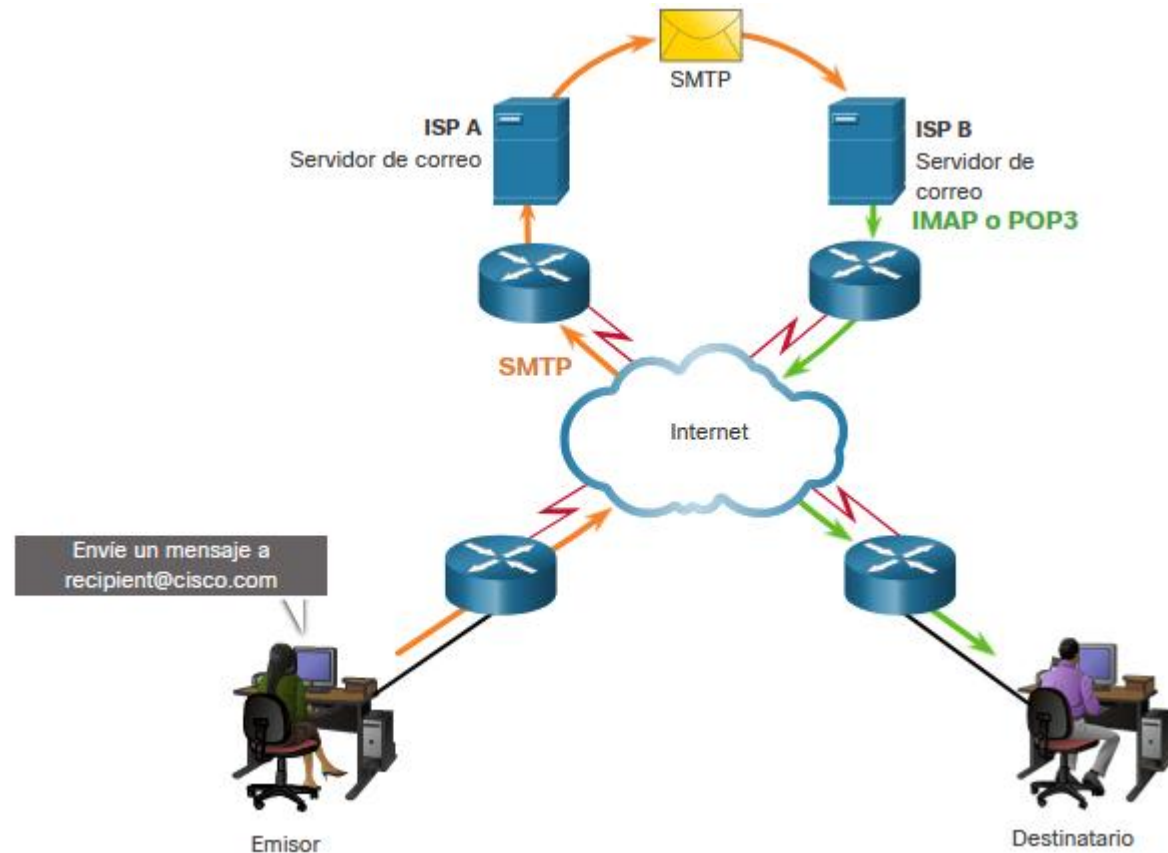 SMTP
ISP A
Servidor de correo
ISP B
Servidor de
correo
IMAP o POP3
SMTP
Internet
Envíe un mensaje a
recipient@cisco.com
Emisor
Destinatario